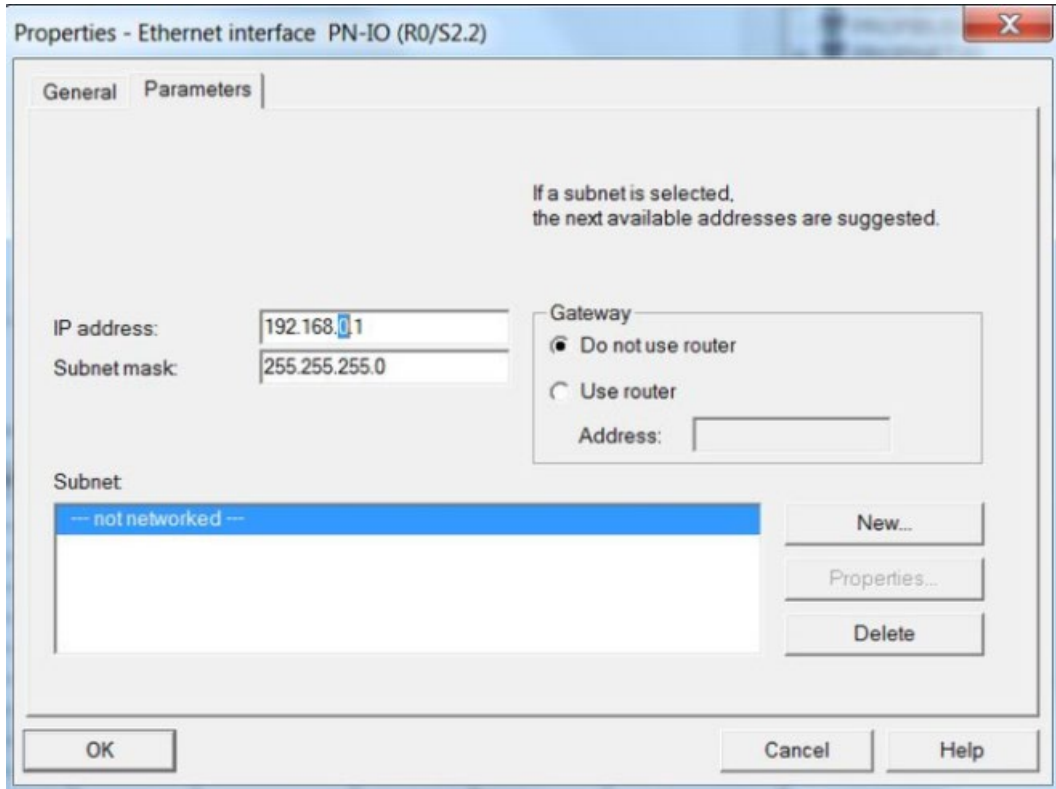 Properties - Ethernet interface PN-IO (R0/S2.2)
General
Parameters
If a subnet is selected,
the next available addresses are suggested.
IP address:
192.168.0.1
Subnet mask:
255.255.255.0
Gateway
Do not use router
Use router
Address:
Subnet:
--- not networked ---
New...
Properties...
Delete
OK
Cancel
Help